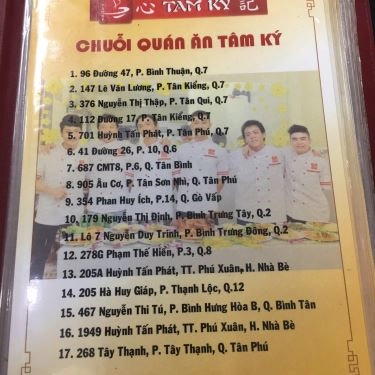 心 TÂM KÝ 記
CHUỖI QUÁN ĂN TÂM KÝ
1. 96 Đường 47, P. Bình Thuận, Q.7
2. 147 Lê Văn Lương, P. Tân Kiểng, Q.7
3. 376 Nguyễn Thị Thập, P. Tân Qui, Q.7
4. 112 Đường 17, P. Tân Kiểng, Q.7
5. 701 Huỳnh Tấn Phát, P. Tân Phú, Q.7
6. 41 Đường 26, P.10, Q.6
7. 687 CMT8, P.6, Q. Tân Bình
8. 905 Âu Cơ, P. Tân Sơn Nhì, Q. Tân Phú
9. 354 Phan Huy Ích, P.14, Q. Gò Vấp
10. 179 Nguyễn Thị Định, P. Bình Trưng Tây, Q.2
11. Lô 7 Nguyễn Duy Trinh, P. Bình Trưng Đông, Q.2
12. 278G Phạm Thế Hiển, P.3, Q.8
13. 205A Huỳnh Tấn Phát, TT. Phú Xuân, H. Nhà Bè
14. 205 Hà Huy Giáp, P. Thạnh Lộc, Q.12
15. 467 Nguyễn Thị Tú, P. Bình Hưng Hòa B, Q. Bình Tân
16. 1949 Huỳnh Tấn Phát, TT. Phú Xuân, H. Nhà Bè
17. 268 Tây Thạnh, P. Tây Thạnh, Q. Tân Phú